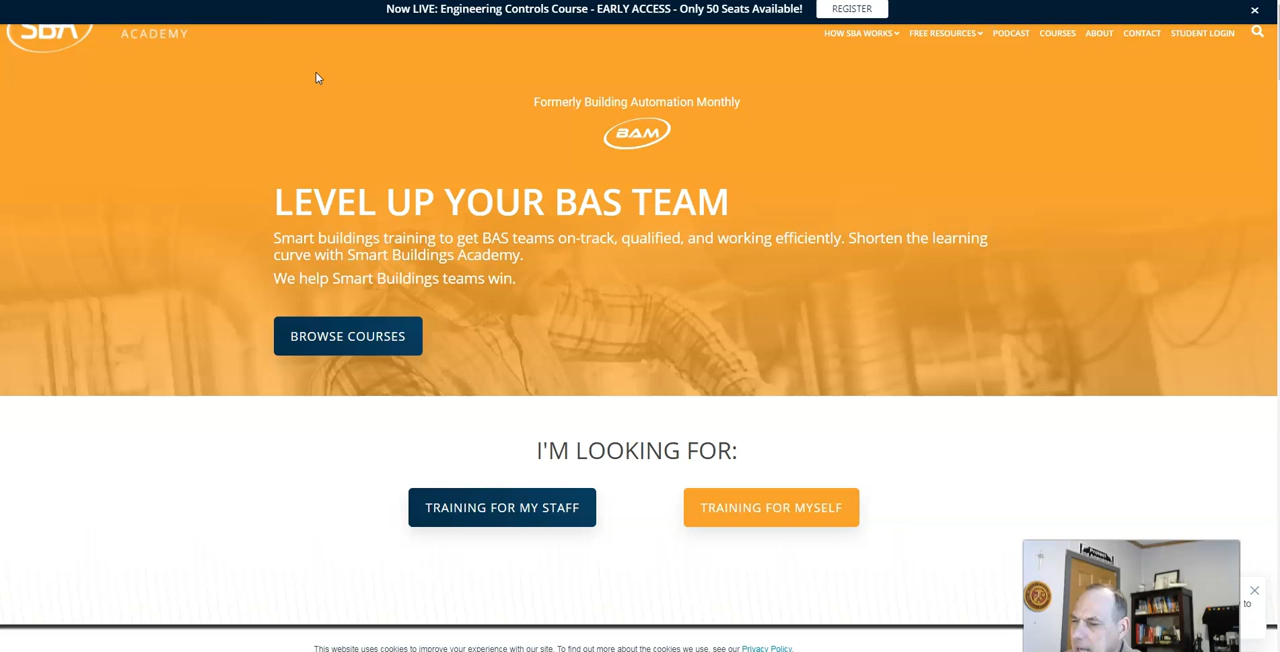 Now LIVE: Engineering Controls Course - EARLY ACCESS - Only 50 Seats Available!
REGISTER
SBA
ACADEMY
HOW SBA WORKS
FREE RESOURCES
PODCAST
COURSES
ABOUT
CONTACT
STUDENT LOGIN
Formerly Building Automation Monthly
BAM
LEVEL UP YOUR BAS TEAM
Smart buildings training to get BAS teams on-track, qualified, and working efficiently. Shorten the learning
curve with Smart Buildings Academy.
We help Smart Buildings teams win.
BROWSE COURSES
I'M LOOKING FOR:
TRAINING FOR MY STAFF
TRAINING FOR MYSELF
to
This website uses cookies to improve your experience with our site. To find out more about the cookies we use, see our Privacy Policy.